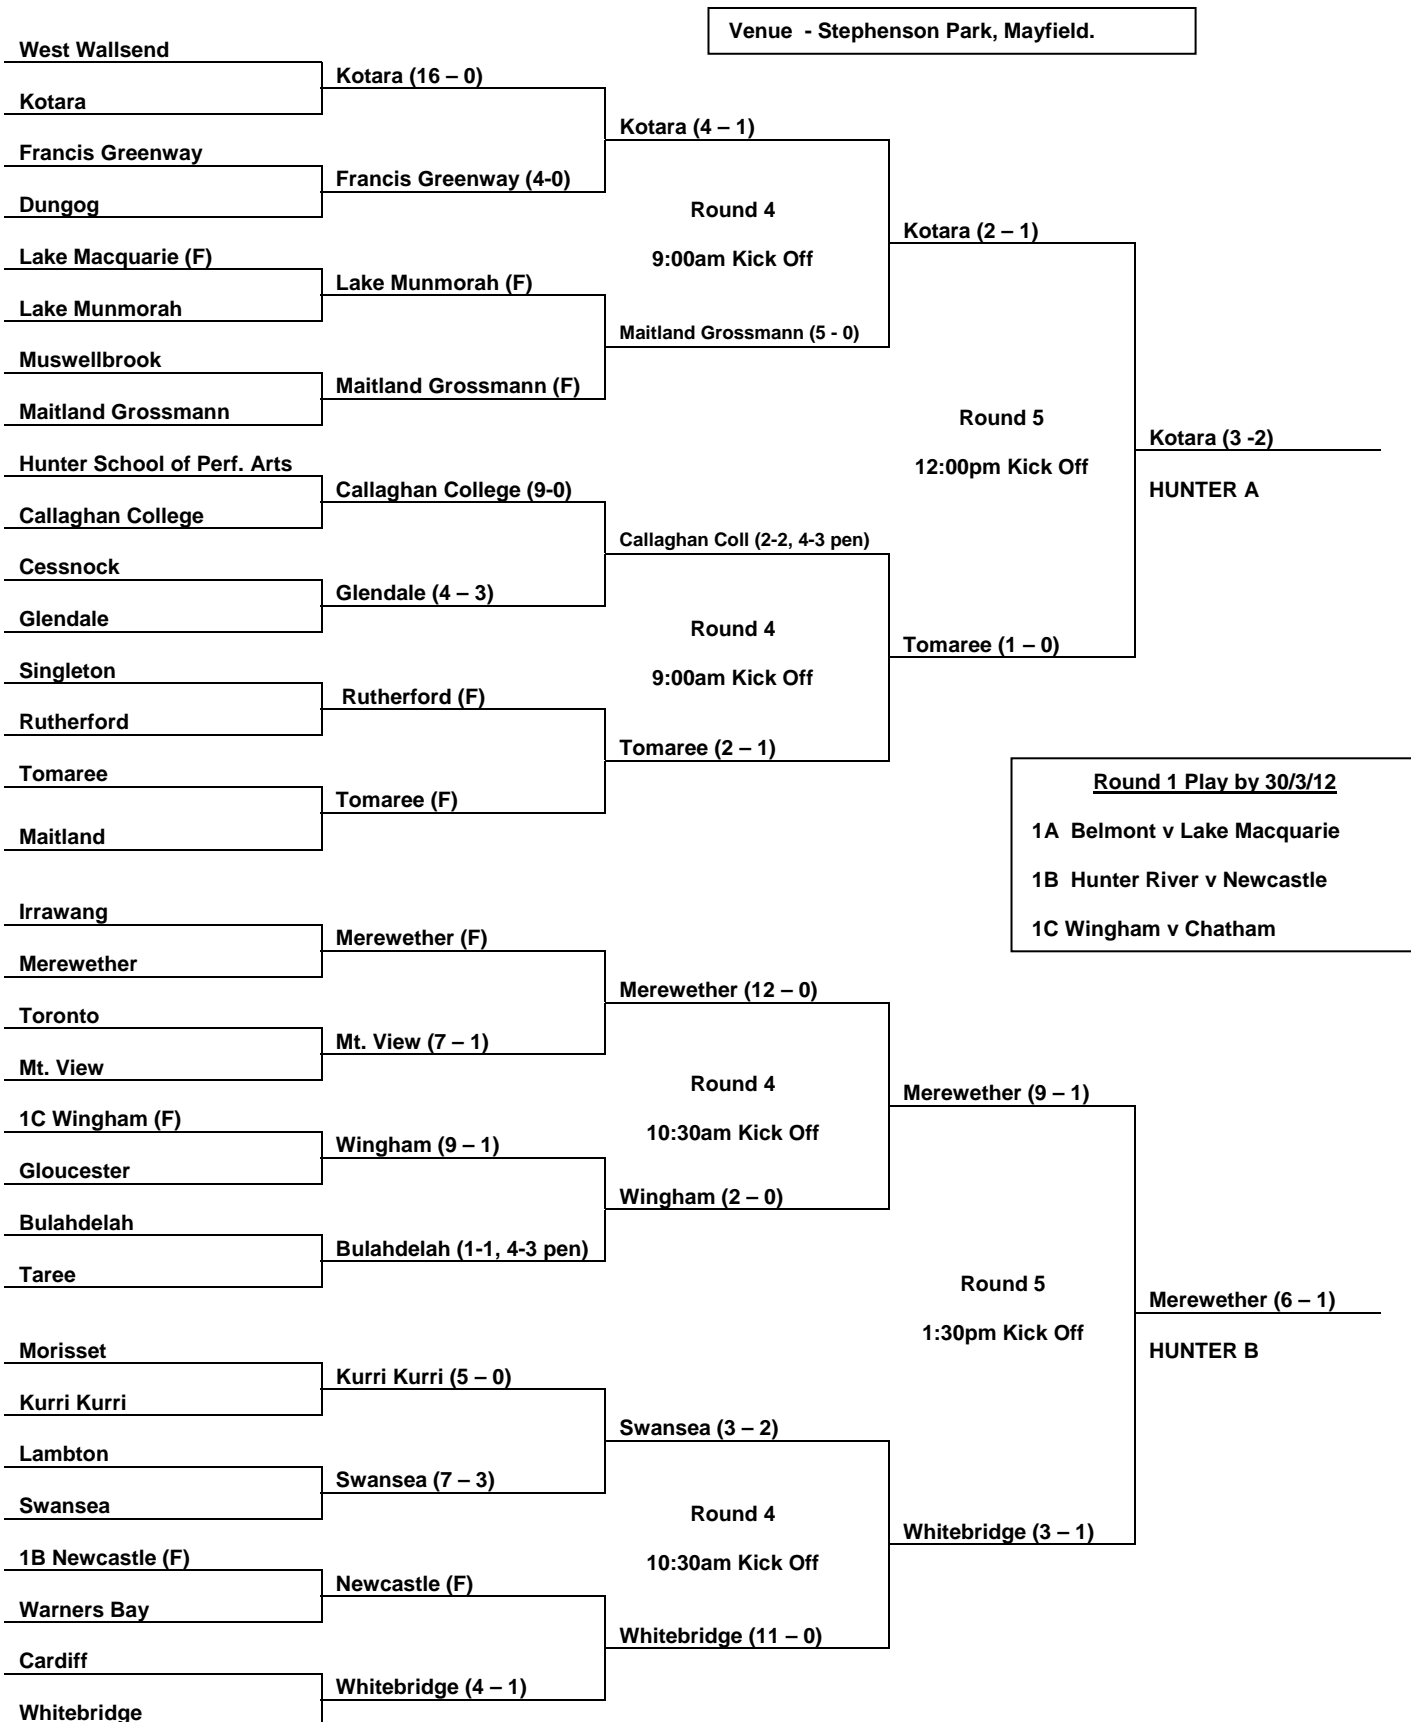 Venue - Stephenson Park, Mayfield.
West Wallsend
Kotara (16 – 0)
Kotara
Kotara (4 – 1)
Francis Greenway
Francis Greenway (4-0)
Dungog
Round 4
Kotara (2 – 1)
Lake Macquarie (F)
9:00am Kick Off
Lake Munmorah (F)
Lake Munmorah
Maitland Grossmann (5 - 0)
Muswellbrook
Maitland Grossmann (F)
Maitland Grossmann
Round 5
Kotara (3 -2)
Hunter School of Perf. Arts
12:00pm Kick Off
Callaghan College (9-0)
HUNTER A
Callaghan College
Callaghan Coll (2-2, 4-3 pen)
Cessnock
Glendale (4 – 3)
Glendale
Round 4
Tomaree (1 – 0)
Singleton
9:00am Kick Off
Rutherford (F)
Rutherford
Tomaree (2 – 1)
Tomaree
Tomaree (F)
Maitland
Round 1 Play by 30/3/12
1A Belmont v Lake Macquarie
1B Hunter River v Newcastle
1C Wingham v Chatham
Irrawang
Merewether (F)
Merewether
Merewether (12 – 0)
Toronto
Mt. View (7 – 1)
Mt. View
Round 4
Merewether (9 – 1)
1C Wingham (F)
10:30am Kick Off
Wingham (9 – 1)
Gloucester
Wingham (2 – 0)
Bulahdelah
Bulahdelah (1-1, 4-3 pen)
Taree
Round 5
Merewether (6 – 1)
1:30pm Kick Off
HUNTER B
Morisset
Kurri Kurri (5 – 0)
Kurri Kurri
Swansea (3 – 2)
Lambton
Swansea (7 – 3)
Swansea
Round 4
Whitebridge (3 – 1)
1B Newcastle (F)
10:30am Kick Off
Newcastle (F)
Warners Bay
Whitebridge (11 – 0)
Cardiff
Whitebridge (4 – 1)
Whitebridge